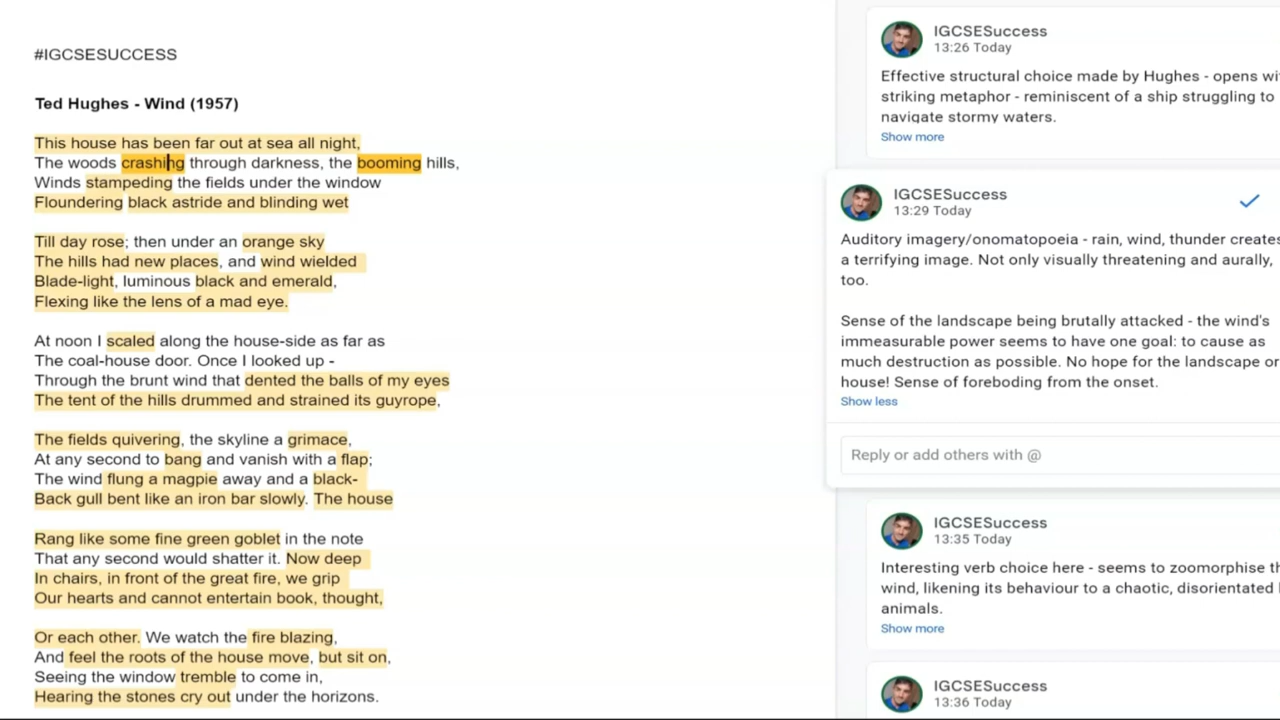 #IGCSESUCCESS
Ted Hughes - Wind (1957)
This house has been far out at sea all night,
The woods crashing through darkness, the booming hills,
Winds stampeding the fields under the window
Floundering black astride and blinding wet
Till day rose; then under an orange sky
The hills had new places, and wind wielded
Blade-light, luminous black and emerald,
Flexing like the lens of a mad eye.
At noon I scaled along the house-side as far as
The coal-house door. Once I looked up -
Through the brunt wind that dented the balls of my eyes
The tent of the hills drummed and strained its guyrope,
The fields quivering, the skyline a grimace,
At any second to bang and vanish with a flap;
The wind flung a magpie away and a black-
Back gull bent like an iron bar slowly. The house
Rang like some fine green goblet in the note
That any second would shatter it. Now deep
In chairs, in front of the great fire, we grip
Our hearts and cannot entertain book, thought,
Or each other. We watch the fire blazing,
And feel the roots of the house move, but sit on,
Seeing the window tremble to come in,
Hearing the stones cry out under the horizons.
IGCSESuccess
13:26 Today
Effective structural choice made by Hughes - opens
striking metaphor - reminiscent of a ship struggling to
navigate stormy waters.
Show more
IGCSESuccess
13:29 Today
Auditory imagery/onomatopoeia - rain, wind, thunder creates
a terrifying image. Not only visually threatening and aurally,
too.
Sense of the landscape being brutally attacked - the wind's
immeasurable power seems to have one goal: to cause as
much destruction as possible. No hope for the landscape or
house! Sense of foreboding from the onset.
Show less
Reply or add others with @
IGCSESuccess
13:35 Today
Interesting verb choice here - seems to zoomorphise
wind, likening its behaviour to a chaotic, disorientated
animals.
Show more
IGCSESuccess
13:36 Today